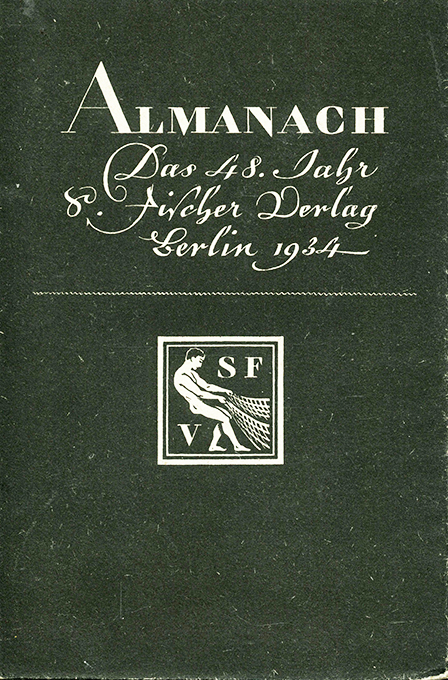 ALMANACH
Das 48. Jahr
S. Fischer Verlag
Berlin 1934
S F
V